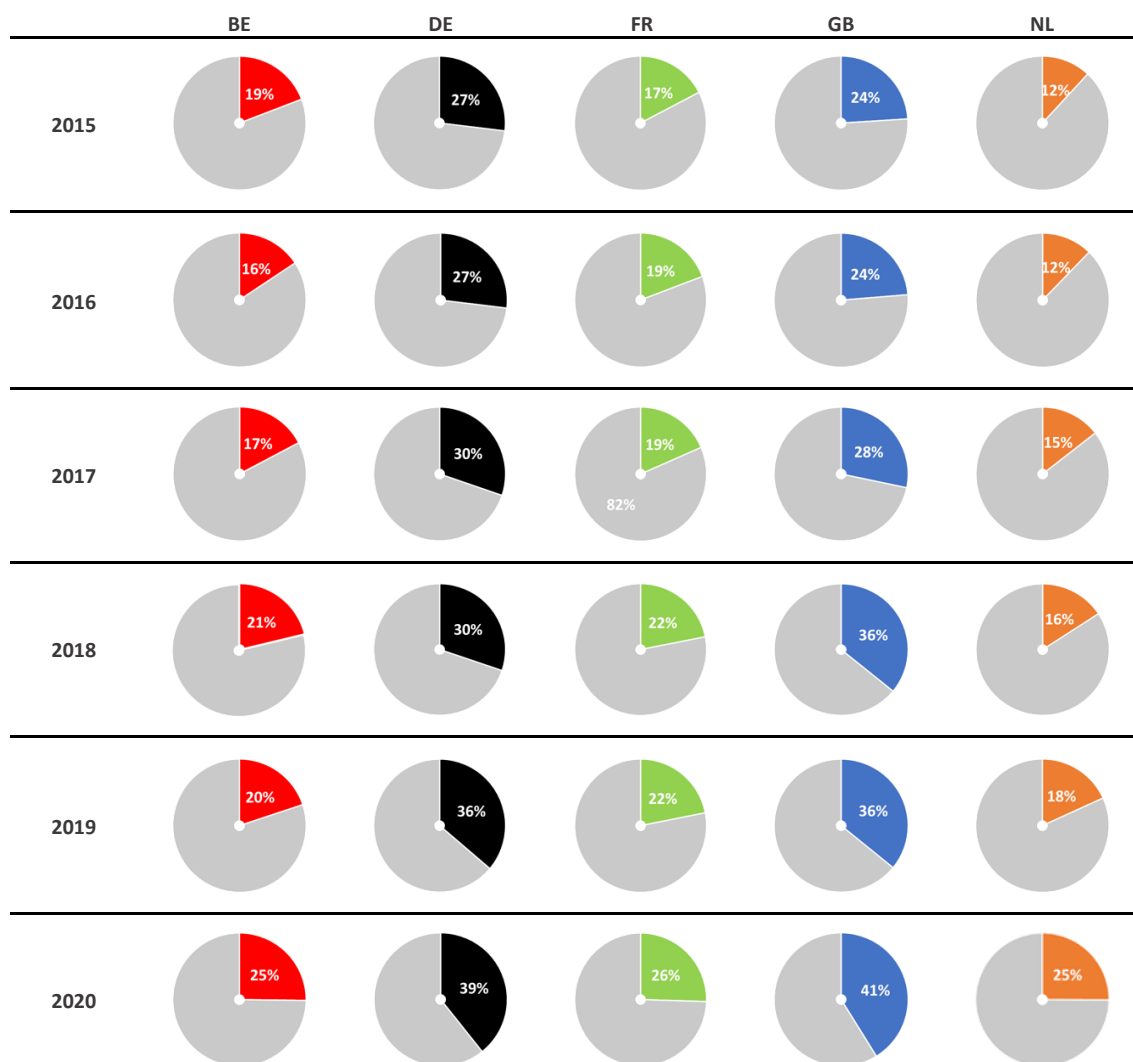 BE DE FR GB NL
2015 19% 27% 17% 24% 12%
2016 16% 27% 19% 24% 12%
2017 17% 30% 19% 28% 15%
82%
2018 21% 30% 22% 36% 16%
2019 20% 36% 22% 36% 18%
2020 25% 39% 26% 41% 25%